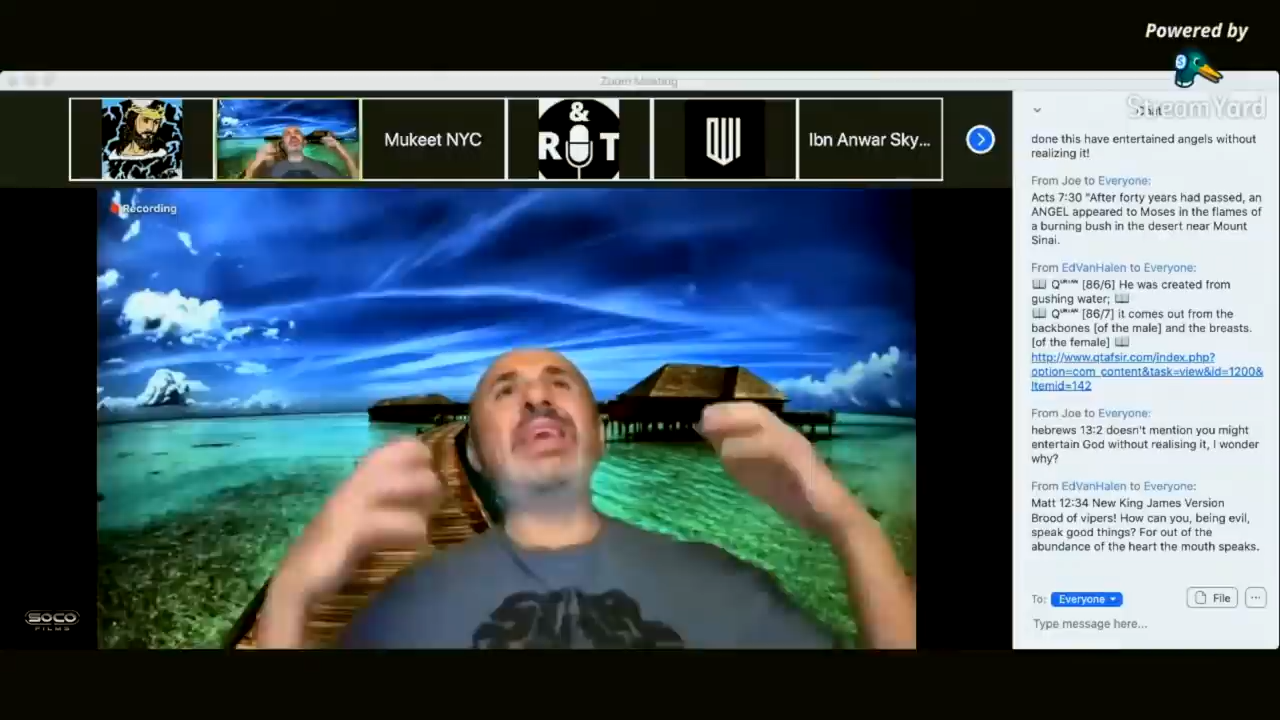 Powered by
StreamYard
Zoom Meeting
&
R T
Mukeet NYC
Ibn Anwar Sky...
Recording
done this have entertained angels without
realizing it!
From Joe to Everyone:
Acts 7:30 "After forty years had passed, an
ANGEL appeared to Moses in the flames of
a burning bush in the desert near Mount
Sinai.
From EdVanHalen to Everyone:
📖 Qᵁᴿ'ᴬᴺ [86/6] He was created from
gushing water; 📖
📖 Qᵁᴿ'ᴬᴺ [86/7] it comes out from the
backbones [of the male] and the breasts.
[of the female] 📖
http://www.qtafsir.com/index.php?
option=com_content&task=view&id=1200&
Itemid=142
From Joe to Everyone:
hebrews 13:2 doesn't mention you might
entertain God without realising it, I wonder
why?
From EdVanHalen to Everyone:
Matt 12:34 New King James Version
Brood of vipers! How can you, being evil,
speak good things? For out of the
abundance of the heart the mouth speaks.
To: Everyone
File
Type message here...
SOCO
FILMS